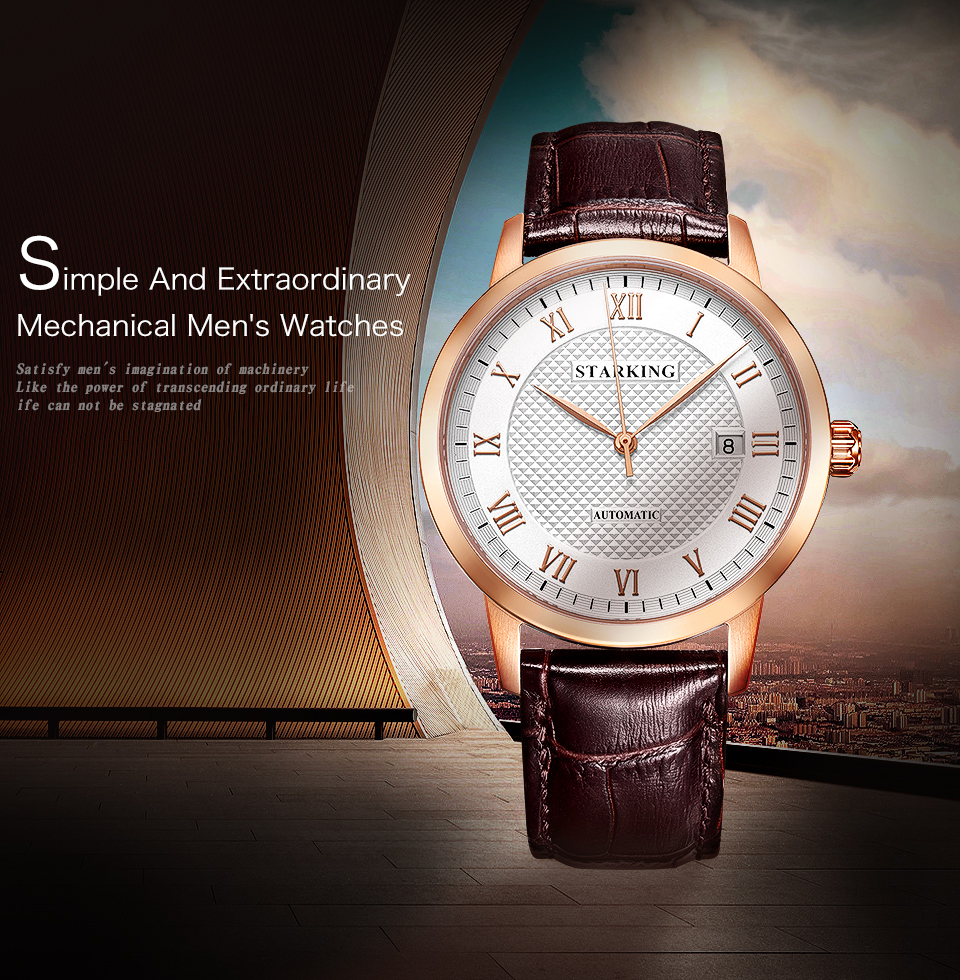 Simple And Extraordinary
Mechanical Men's Watches
Satisfy men's imagination of machinery
Like the power of transcending ordinary life
ife can not be stagnated
XII
XI
I
X
STARKING
II
IX
8
III
VIII
AUTOMATIC
IIII
VII
VI
V